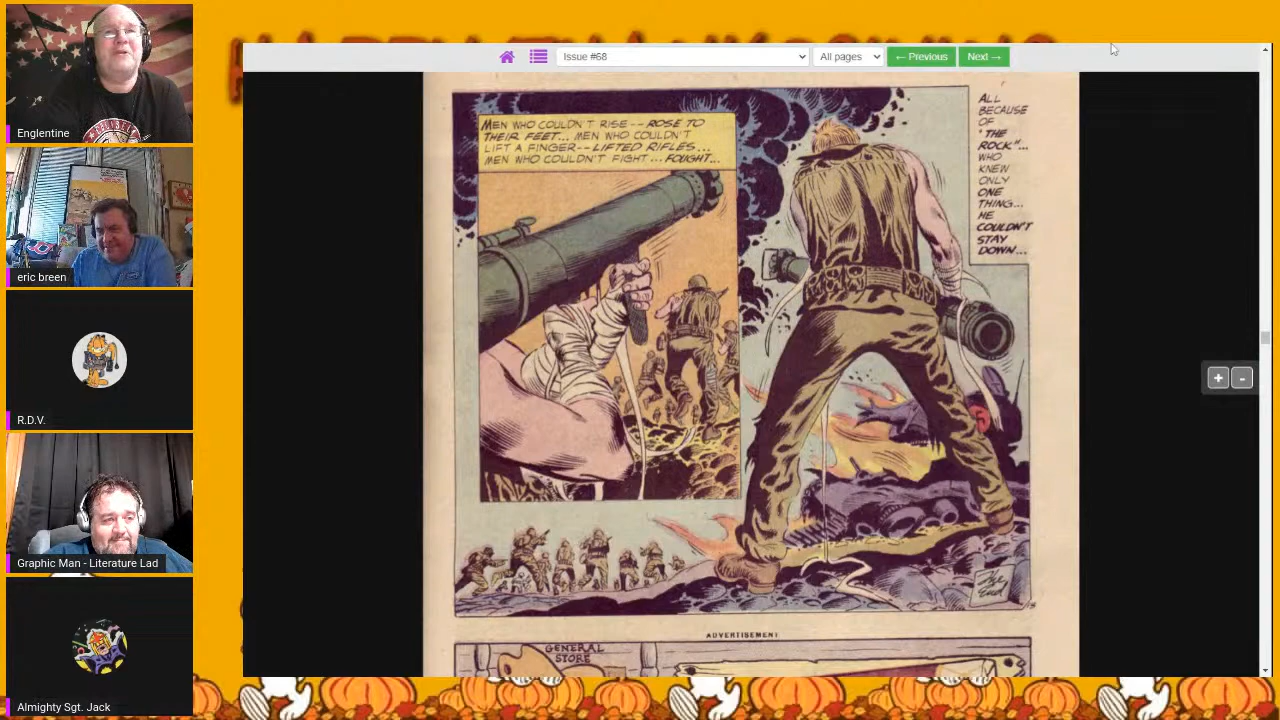 Issue #68
All pages
← Previous
Next →
MEN WHO COULDN'T RISE -- ROSE TO
THEIR FEET... MEN WHO COULDN'T
LIFT A FINGER -- LIFTED RIFLES...
MEN WHO COULDN'T FIGHT... FOUGHT...
ALL
BECAUSE
OF
"THE
ROCK"...
WHO
KNEW
ONLY
ONE
THING...
HE
COULDN'T
STAY
DOWN...
The
End
ADVERTISEMENT
GENERAL
STORE
+ -
Englentine
eric breen
R.D.V.
Graphic Man - Literature Lad
Almighty Sgt. Jack